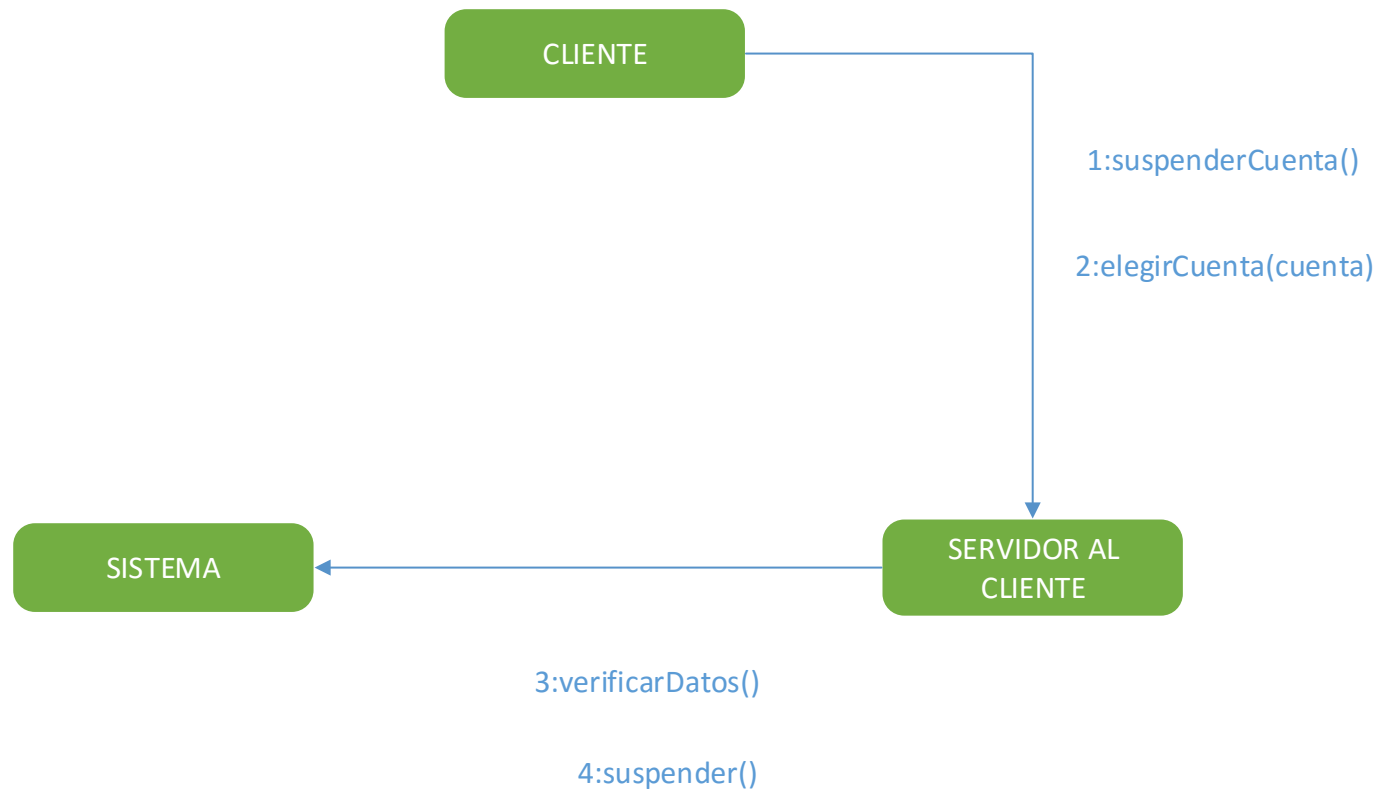 CLIENTE
1:suspenderCuenta()
2:elegirCuenta(cuenta)
SISTEMA
SERVIDOR AL
CLIENTE
3:verificarDatos()
4:suspender()